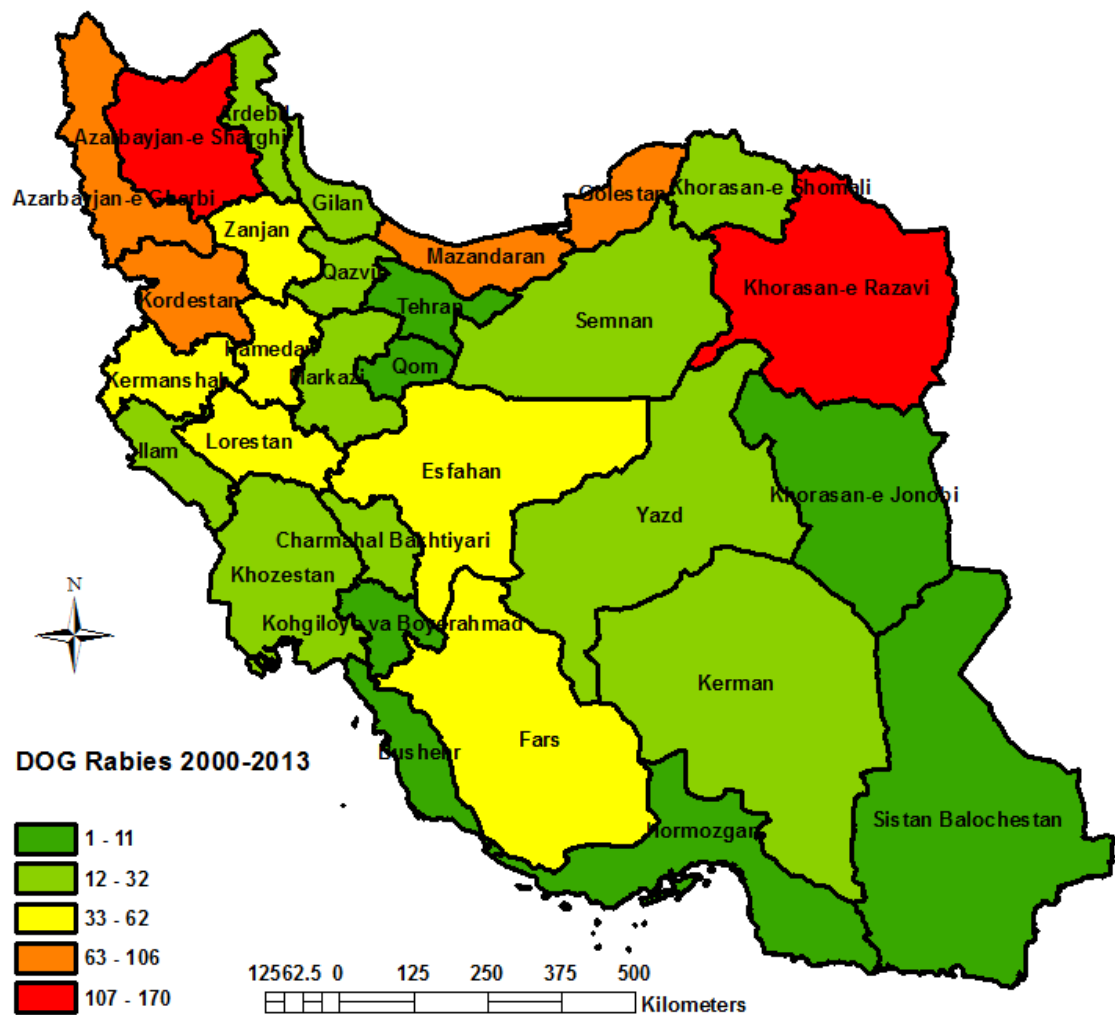 Ardebil
Azarbayjan-e Sharghi
Azarbayjan-e Gharbi
Gilan
Golestan
Khorasan-e Shomali
Zanjan
Mazandaran
Qazvin
Khorasan-e Razavi
Kordestan
Tehran
Semnan
Hamedan
Qom
Markazi
Kermanshah
Lorestan
Ilam
Esfahan
Khorasan-e Jonobi
Yazd
Charmahal Bakhtiyari
Khozestan
N
Kohgiloye va Boyerahmad
Kerman
Fars
Bushehr
Hormozgan
Sistan Balochestan
DOG Rabies 2000-2013
1 - 11
12 - 32
33 - 62
63 - 106
107 - 170
12562.5 0 125 250 375 500
Kilometers